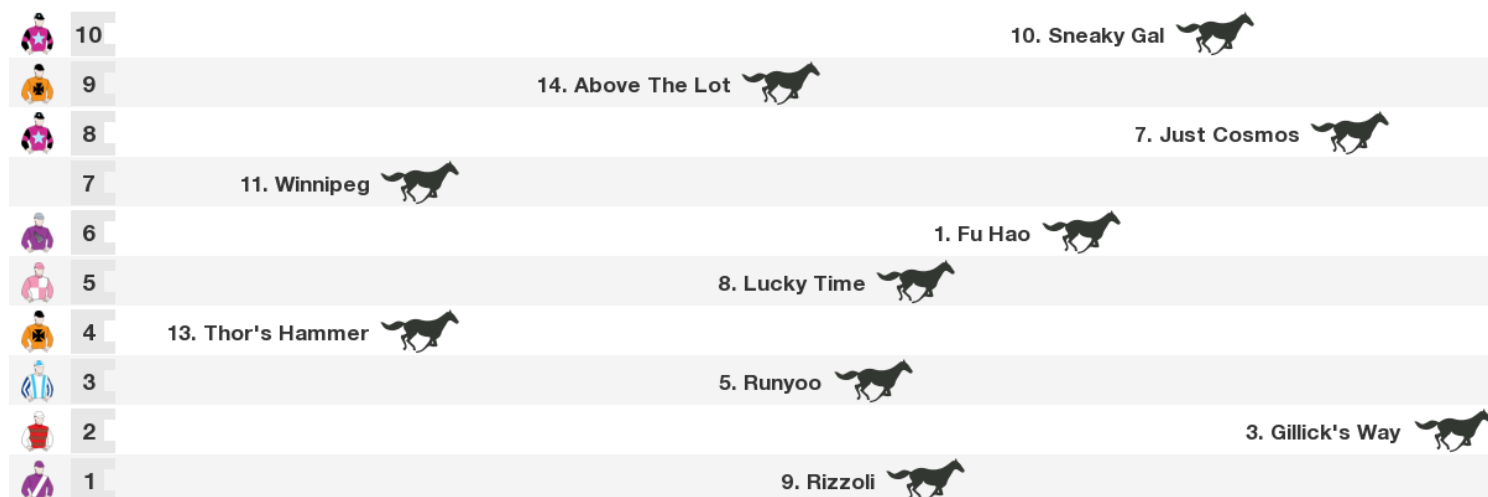 10 10. Sneaky Gal
9 14. Above The Lot
8 7. Just Cosmos
7 11. Winnipeg
6 1. Fu Hao
5 8. Lucky Time
4 13. Thor's Hammer
3 5. Runyoo
2 3. Gillick's Way
1 9. Rizzoli